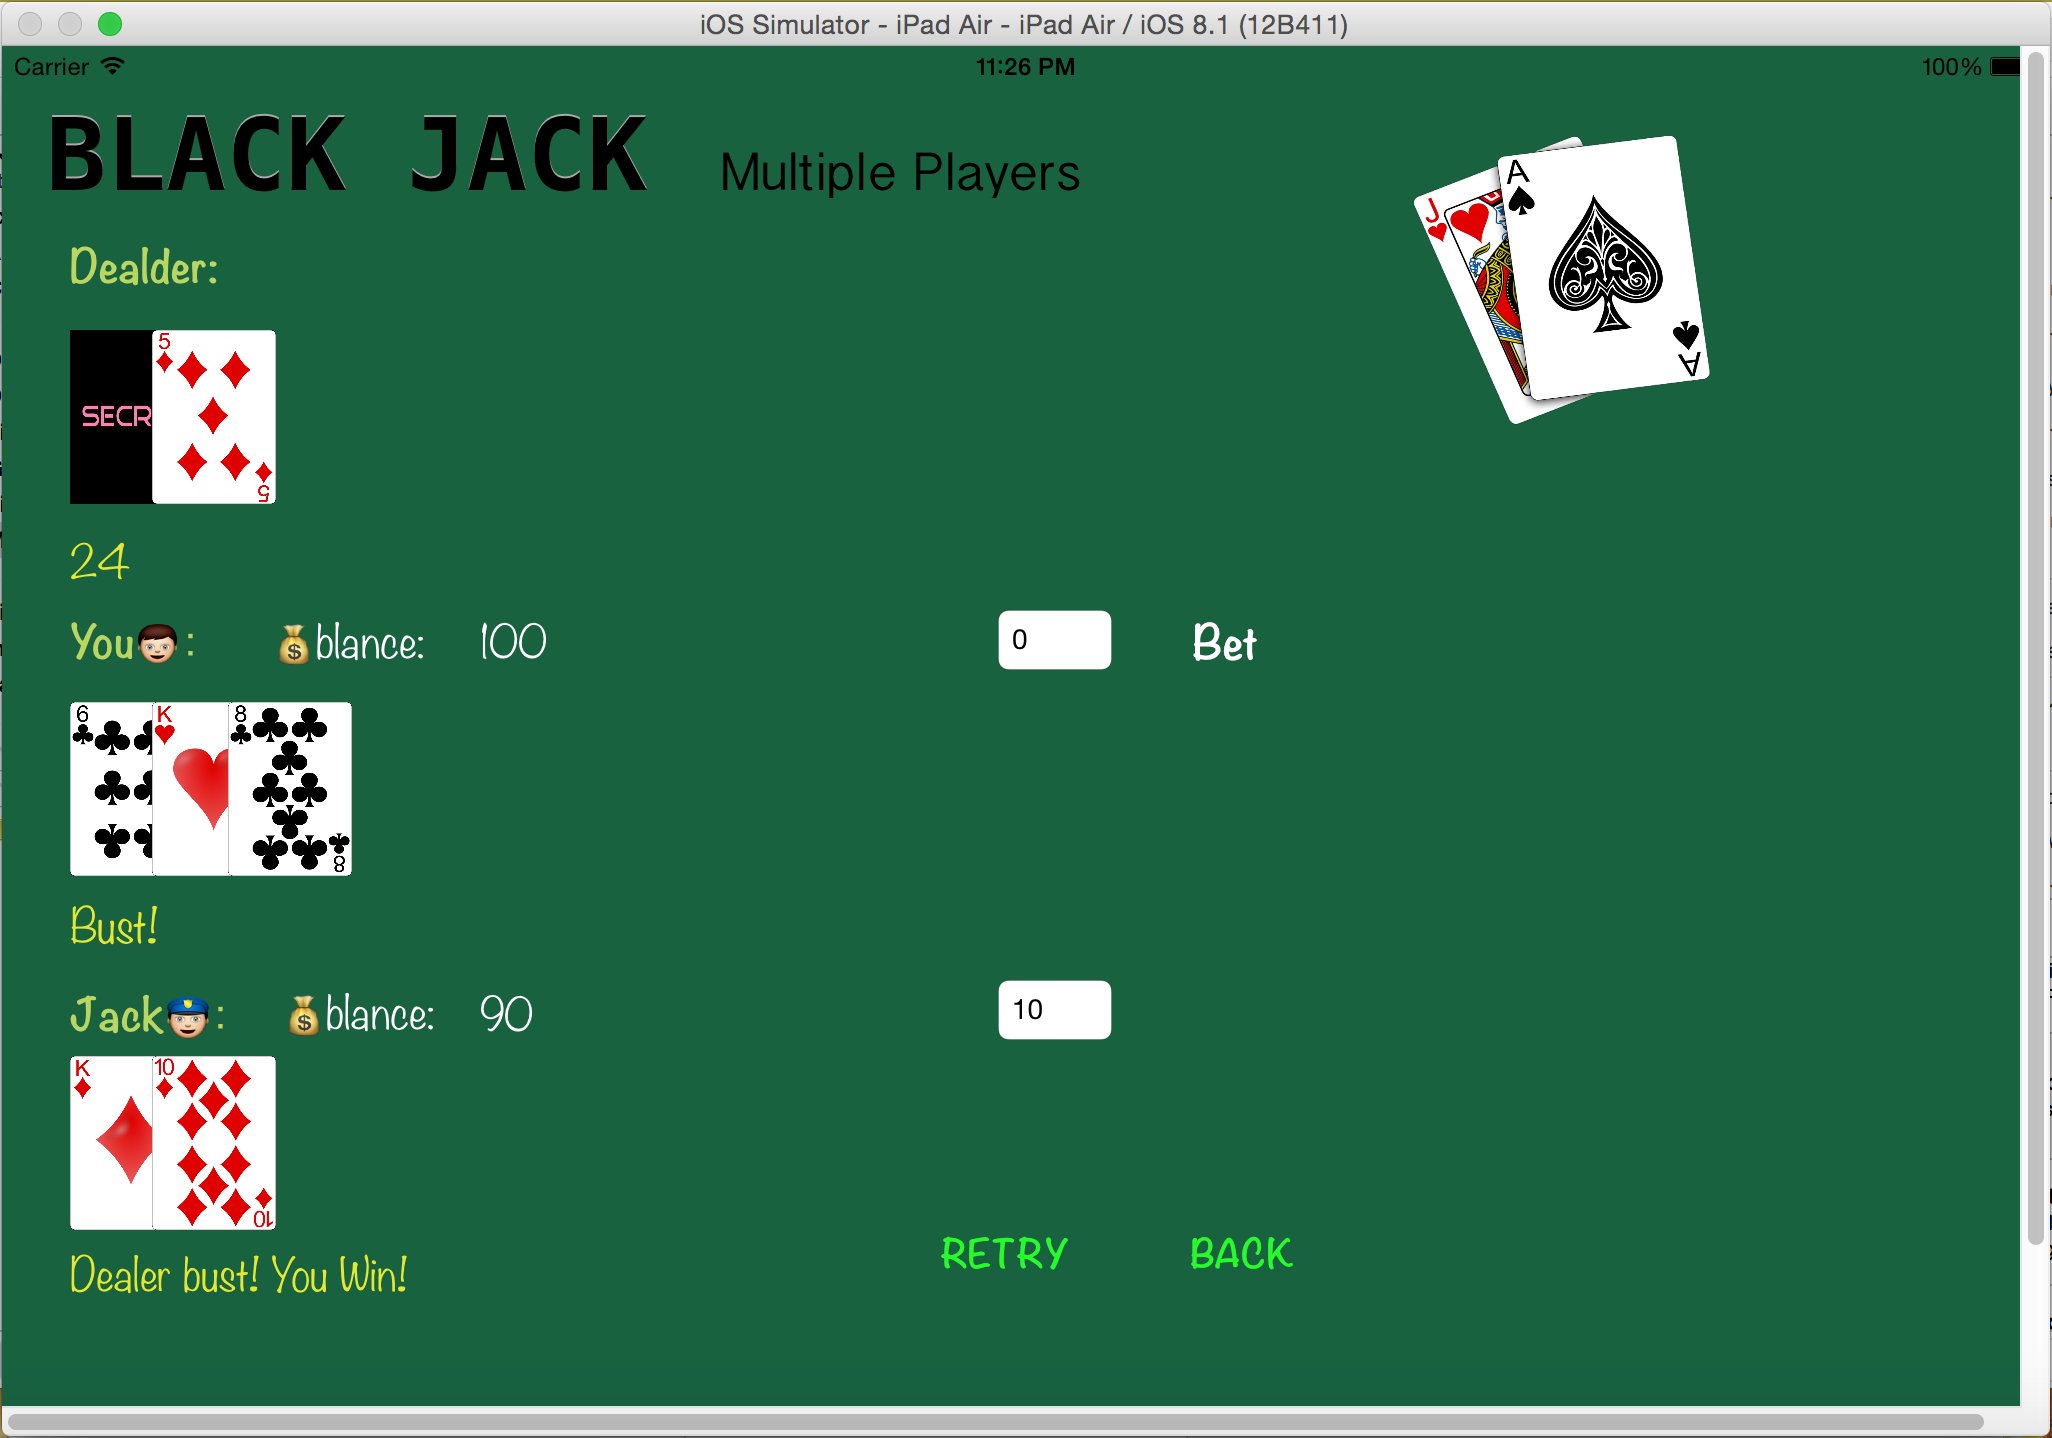 iOS Simulator - iPad Air - iPad Air / iOS 8.1 (12B411)
Carrier 11:26 PM 100%
BLACK JACK Multiple Players
J A
A
Dealder:
5
SECR
5
24
You👦: 💰blance: 100 0 Bet
6 K 8
8
Bust!
Jack👮: 💰blance: 90 10
K 10
10
RETRY BACK
Dealer bust! You Win!